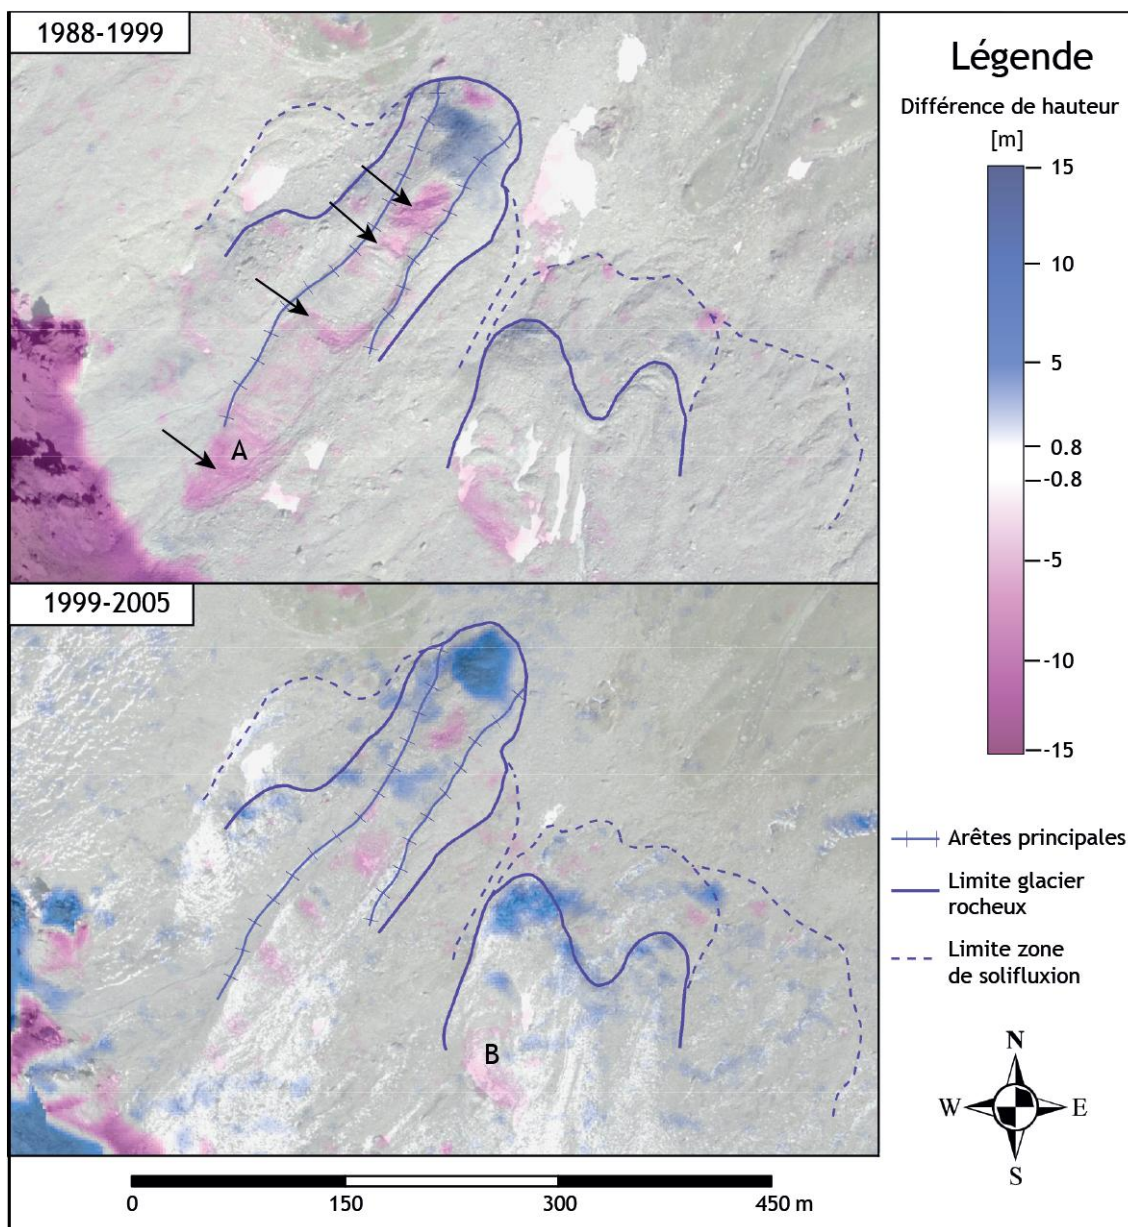 1988-1999
A
1999-2005
B
0 150 300 450 m
Légende
Différence de hauteur
[m]
15
10
5
0.8
-0.8
-5
-10
-15
Arêtes principales
Limite glacier
rocheux
Limite zone
de solifluxion
N
W E
S